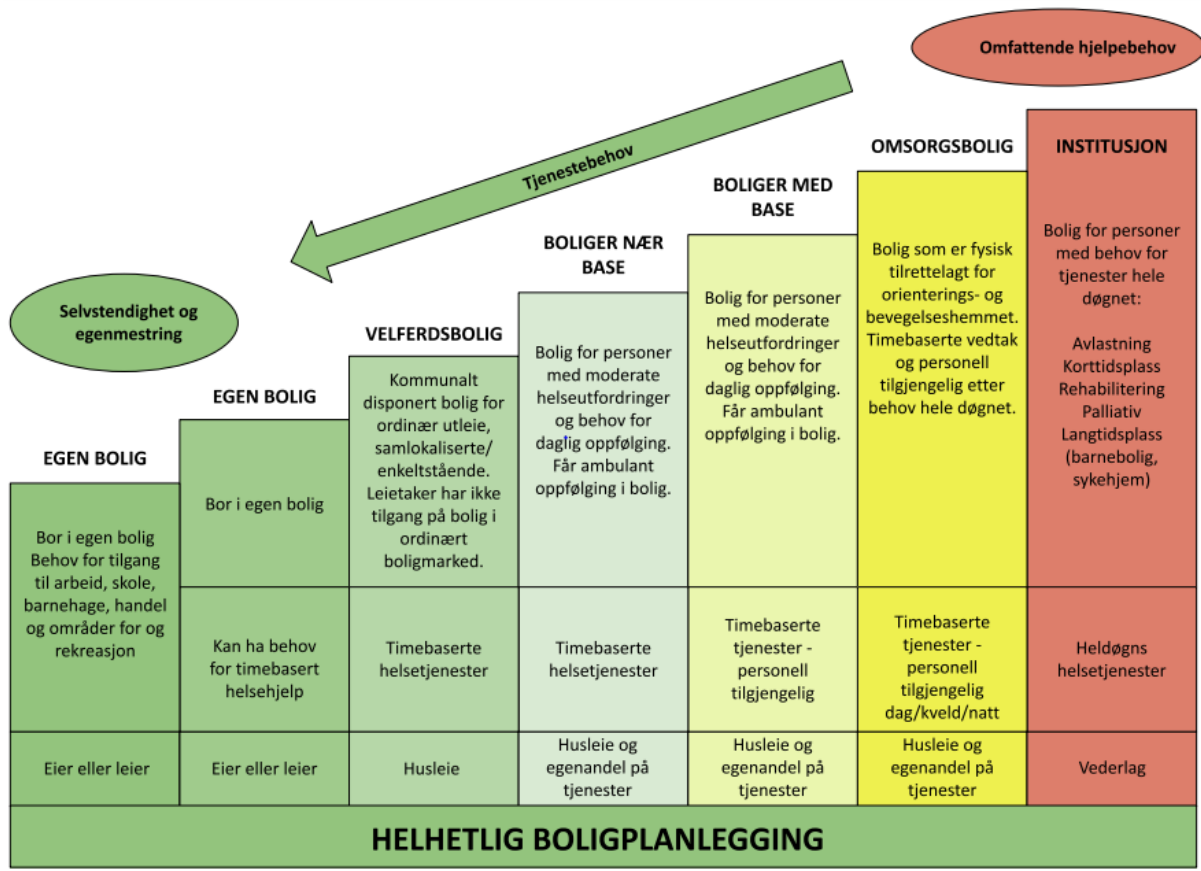 Omfattende hjelpebehov
Tjenestebehov
Selvstendighet og
egenmestring
EGEN BOLIG
Bor i egen bolig
Behov for tilgang
til arbeid, skole,
barnehage, handel
og områder for og
rekreasjon
Eier eller leier
EGEN BOLIG
Bor i egen bolig
Kan ha behov
for timebasert
helsehjelp
Eier eller leier
VELFERDSBOLIG
Kommunalt
disponert bolig for
ordinær utleie,
samlokaliserte/
enkeltstående.
Leietaker har ikke
tilgang på bolig i
ordinært
boligmarked.
Timebaserte
helsetjenester
Husleie
BOLIGER NÆR
BASE
Bolig for personer
med moderate
helseutfordringer
og behov for
daglig oppfølging.
Får ambulant
oppfølging i bolig.
Timebaserte
helsetjenester
Husleie og
egenandel på
tjenester
BOLIGER MED
BASE
Bolig for personer
med moderate
helseutfordringer
og behov for
daglig oppfølging.
Får ambulant
oppfølging i bolig.
Timebaserte
tjenester -
personell
tilgjengelig
Husleie og
egenandel på
tjenester
OMSORGSBOLIG
Bolig som er fysisk
tilrettelagt for
orienterings- og
bevegelseshemmet.
Timebaserte vedtak
og personell
tilgjengelig etter
behov hele døgnet.
Timebaserte
tjenester -
personell
tilgjengelig
dag/kveld/natt
Husleie og
egenandel på
tjenester
INSTITUSJON
Bolig for personer
med behov for
tjenester hele
døgnet:
Avlastning
Korttidsplass
Rehabilitering
Palliativ
Langtidsplass
(barnebolig,
sykehjem)
Heldøgns
helsetjenester
Vederlag
HELHETLIG BOLIGPLANLEGGING